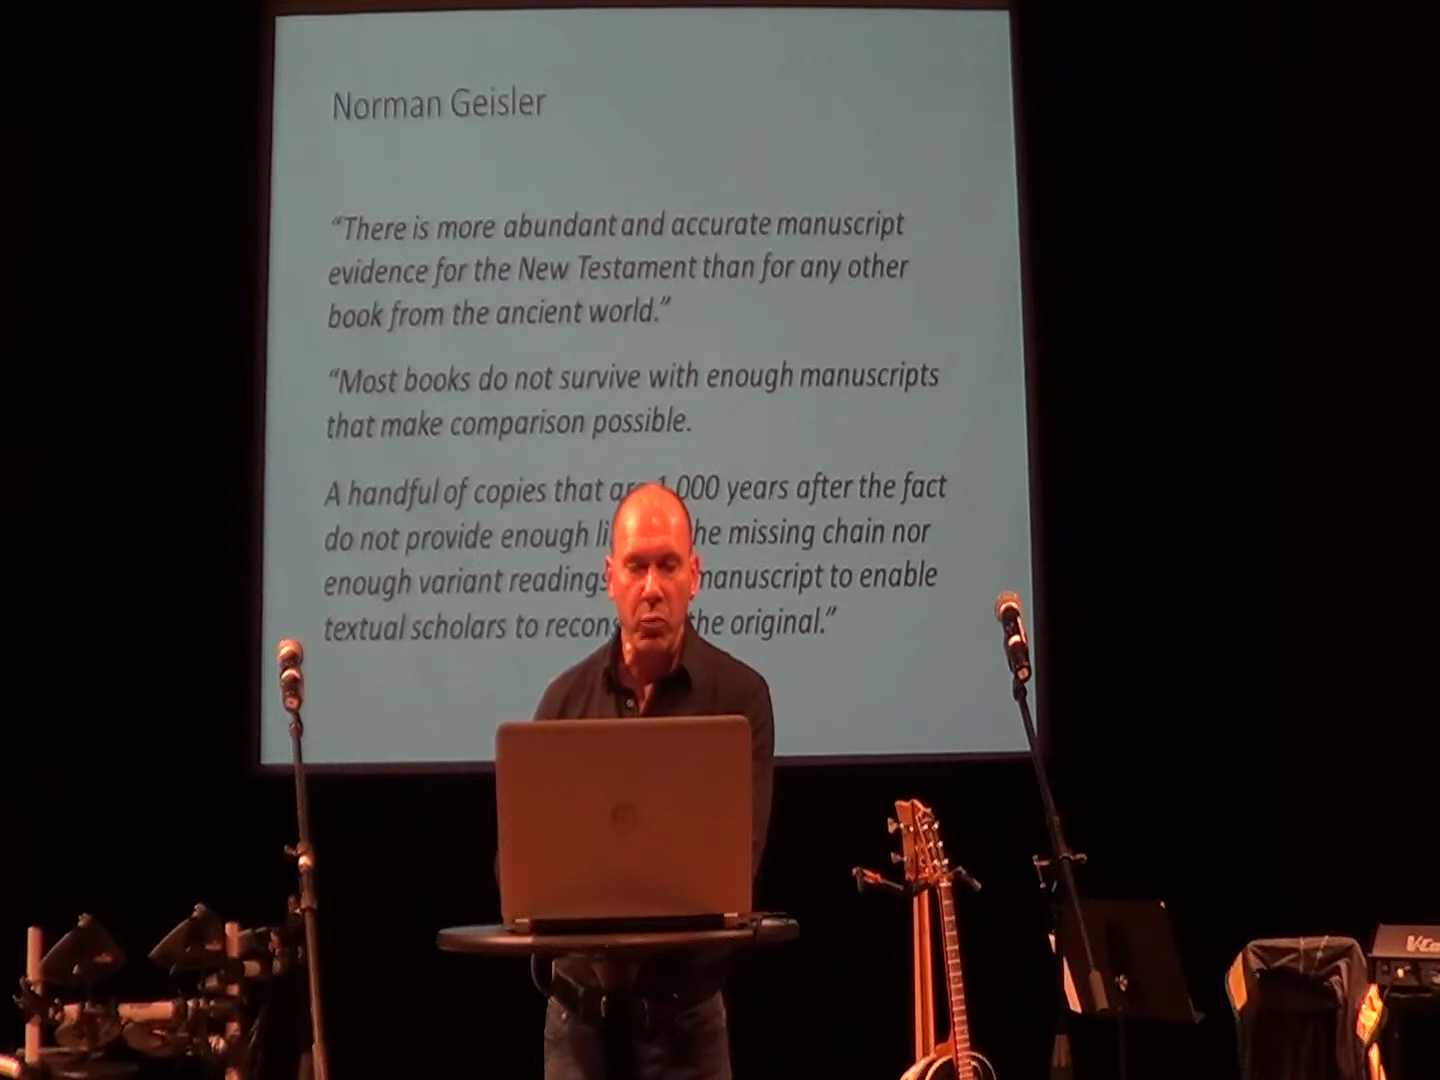 Norman Geisler
“There is more abundant and accurate manuscript
evidence for the New Testament than for any other
book from the ancient world.”
“Most books do not survive with enough manuscripts
that make comparison possible.
A handful of copies that 000 years after the fact
do not provide enough missing chain nor
enough variant readings manuscript to enable
textual scholars to the original.”